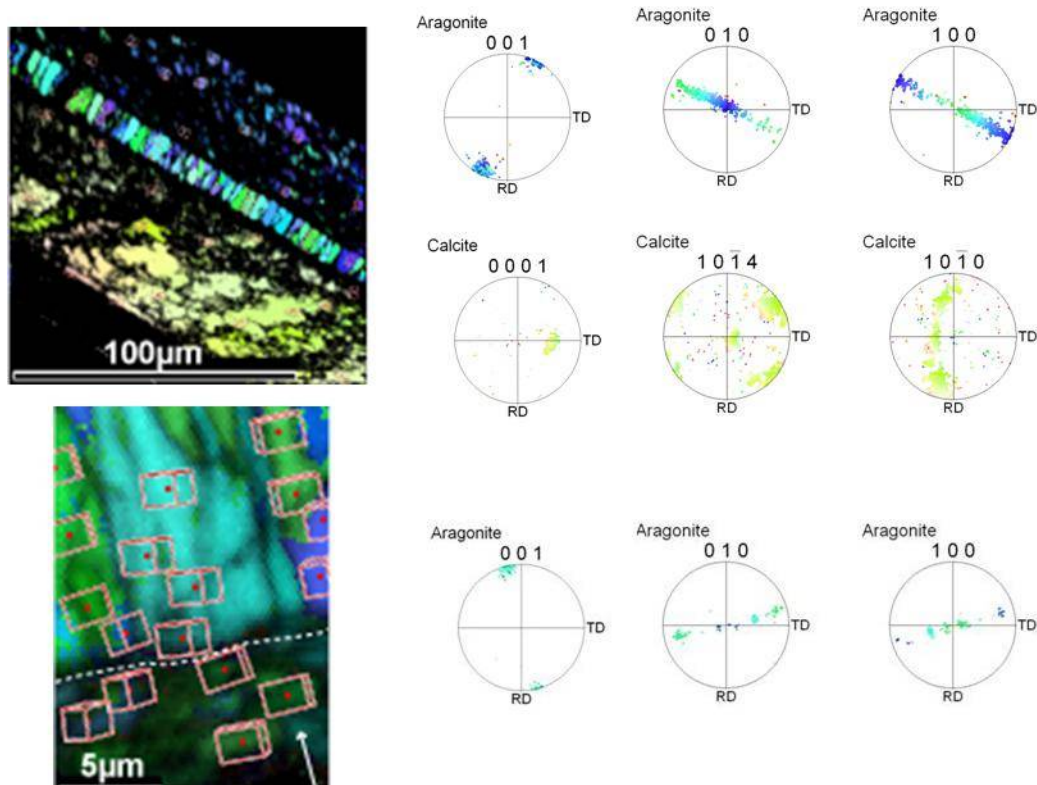 100µm
Aragonite
0 0 1
TD
RD
Aragonite
0 1 0
TD
RD
Aragonite
1 0 0
TD
RD
Calcite
0 0 0 1
TD
RD
Calcite
1 0 1̅ 4
TD
RD
Calcite
1 0 1̅ 0
TD
RD
5µm
Aragonite
0 0 1
TD
RD
Aragonite
0 1 0
TD
RD
Aragonite
1 0 0
TD
RD